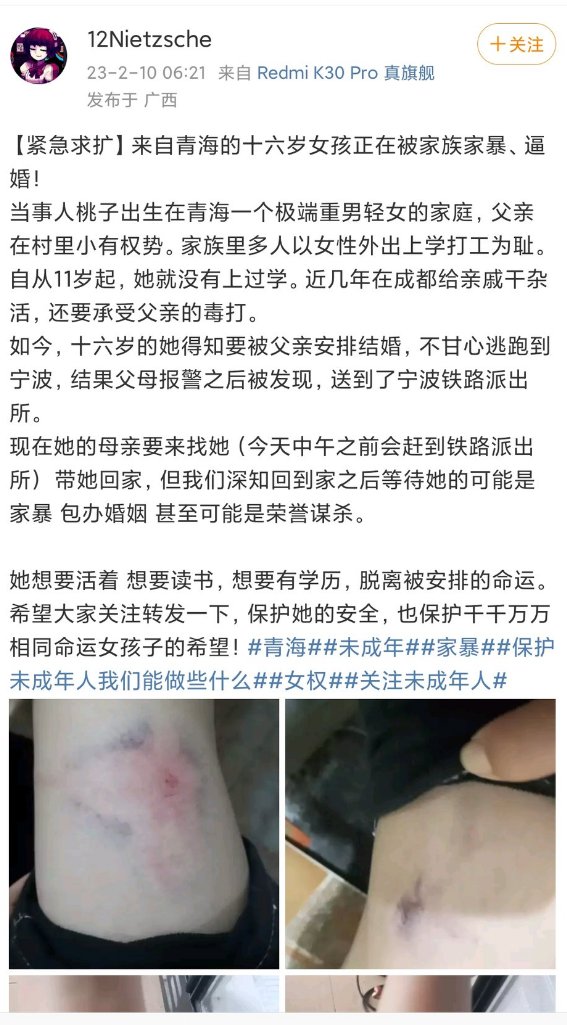 12Nietzsche
+关注
23-2-10 06:21 来自 Redmi K30 Pro 真旗舰
发布于 广西
【紧急求扩】来自青海的十六岁女孩正在被家族家暴、逼
婚！
当事人桃子出生在青海一个极端重男轻女的家庭，父亲
在村里小有权势。家族里多人以女性外出上学打工为耻。
自从11岁起，她就没有上过学。近几年在成都给亲戚干杂
活，还要承受父亲的毒打。
如今，十六岁的她得知要被父亲安排结婚，不甘心逃跑到
宁波，结果父母报警之后被发现，送到了宁波铁路派出
所。
现在她的母亲要来找她（今天中午之前会赶到铁路派出
所）带她回家，但我们深知回到家之后等待她的可能是
家暴 包办婚姻 甚至可能是荣誉谋杀。
她想要活着 想要读书，想要有学历，脱离被安排的命运。
希望大家关注转发一下，保护她的安全，也保护千千万万
相同命运女孩子的希望！#青海##未成年##家暴##保护
未成年人我们能做些什么##女权##关注未成年人#